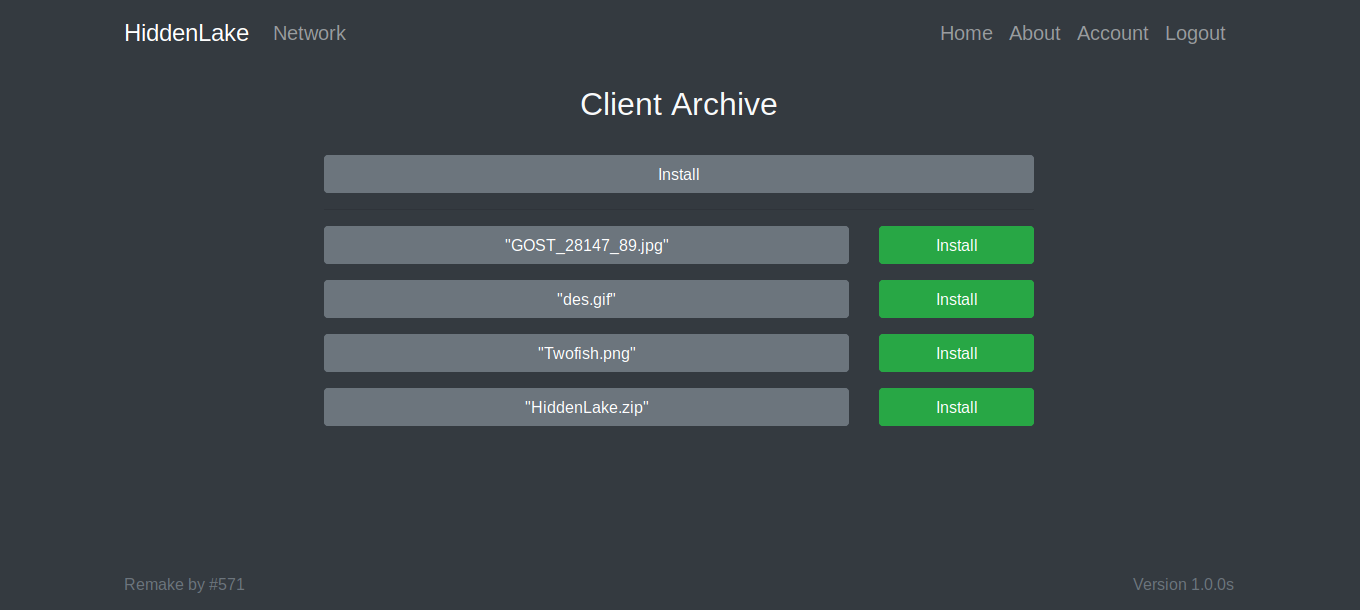 HiddenLake Network Home About Account Logout
Client Archive
Install
"GOST_28147_89.jpg" Install
"des.gif" Install
"Twofish.png" Install
"HiddenLake.zip" Install
Remake by #571 Version 1.0.0s